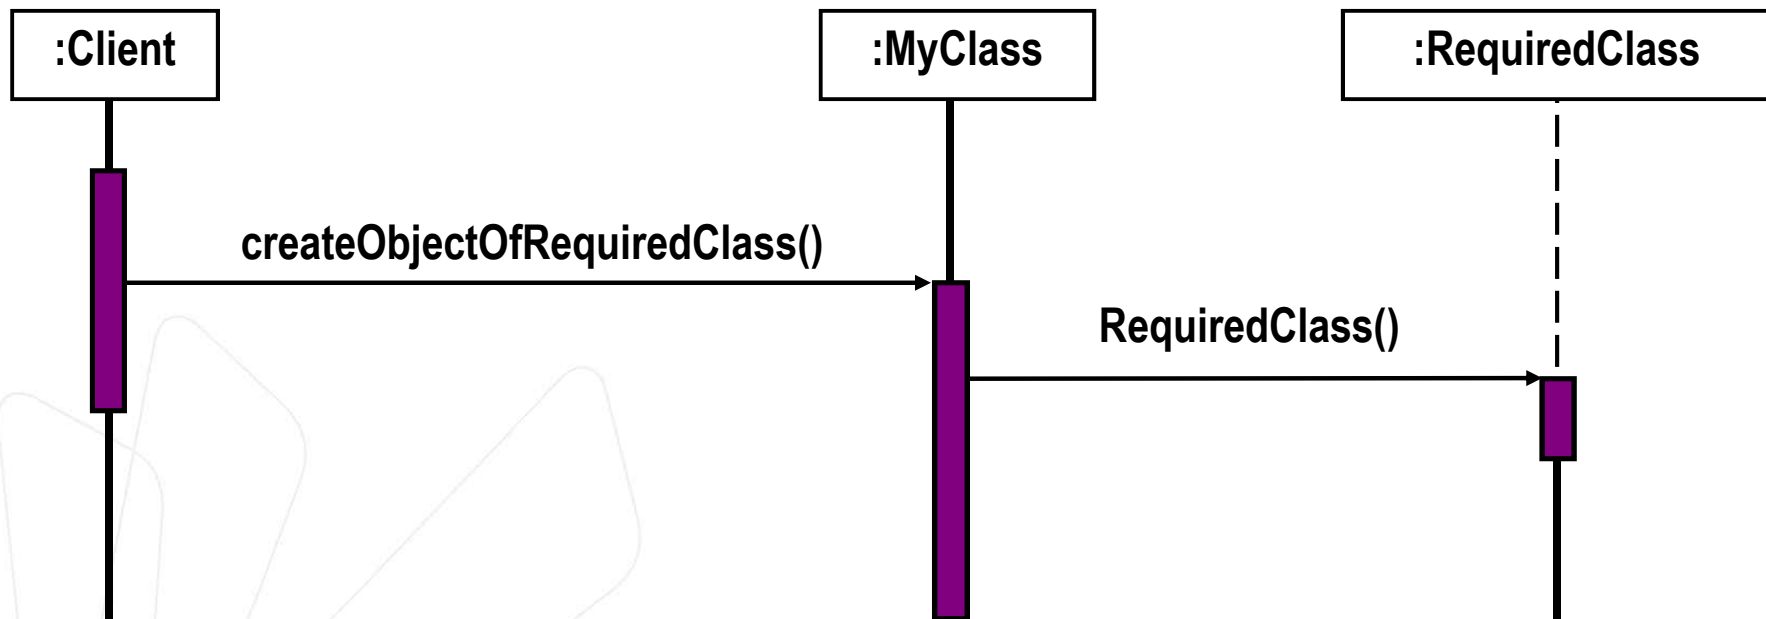 :Client
:MyClass
:RequiredClass
createObjectOfRequiredClass()
RequiredClass()